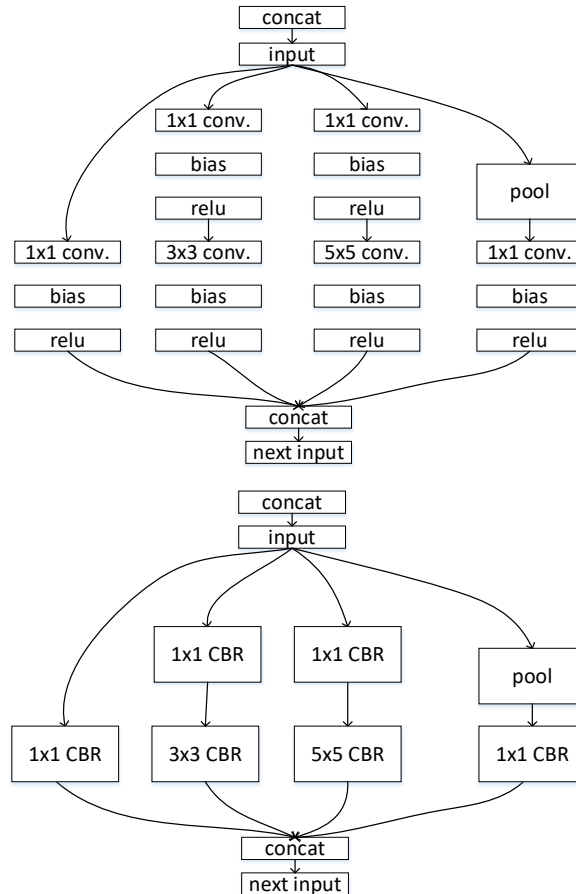 concat
input
1x1 conv.
1x1 conv.
bias
bias
pool
relu
relu
1x1 conv.
3x3 conv.
5x5 conv.
1x1 conv.
bias
bias
bias
bias
relu
relu
relu
relu
concat
next input
concat
input
1x1 CBR
1x1 CBR
pool
1x1 CBR
3x3 CBR
5x5 CBR
1x1 CBR
concat
next input